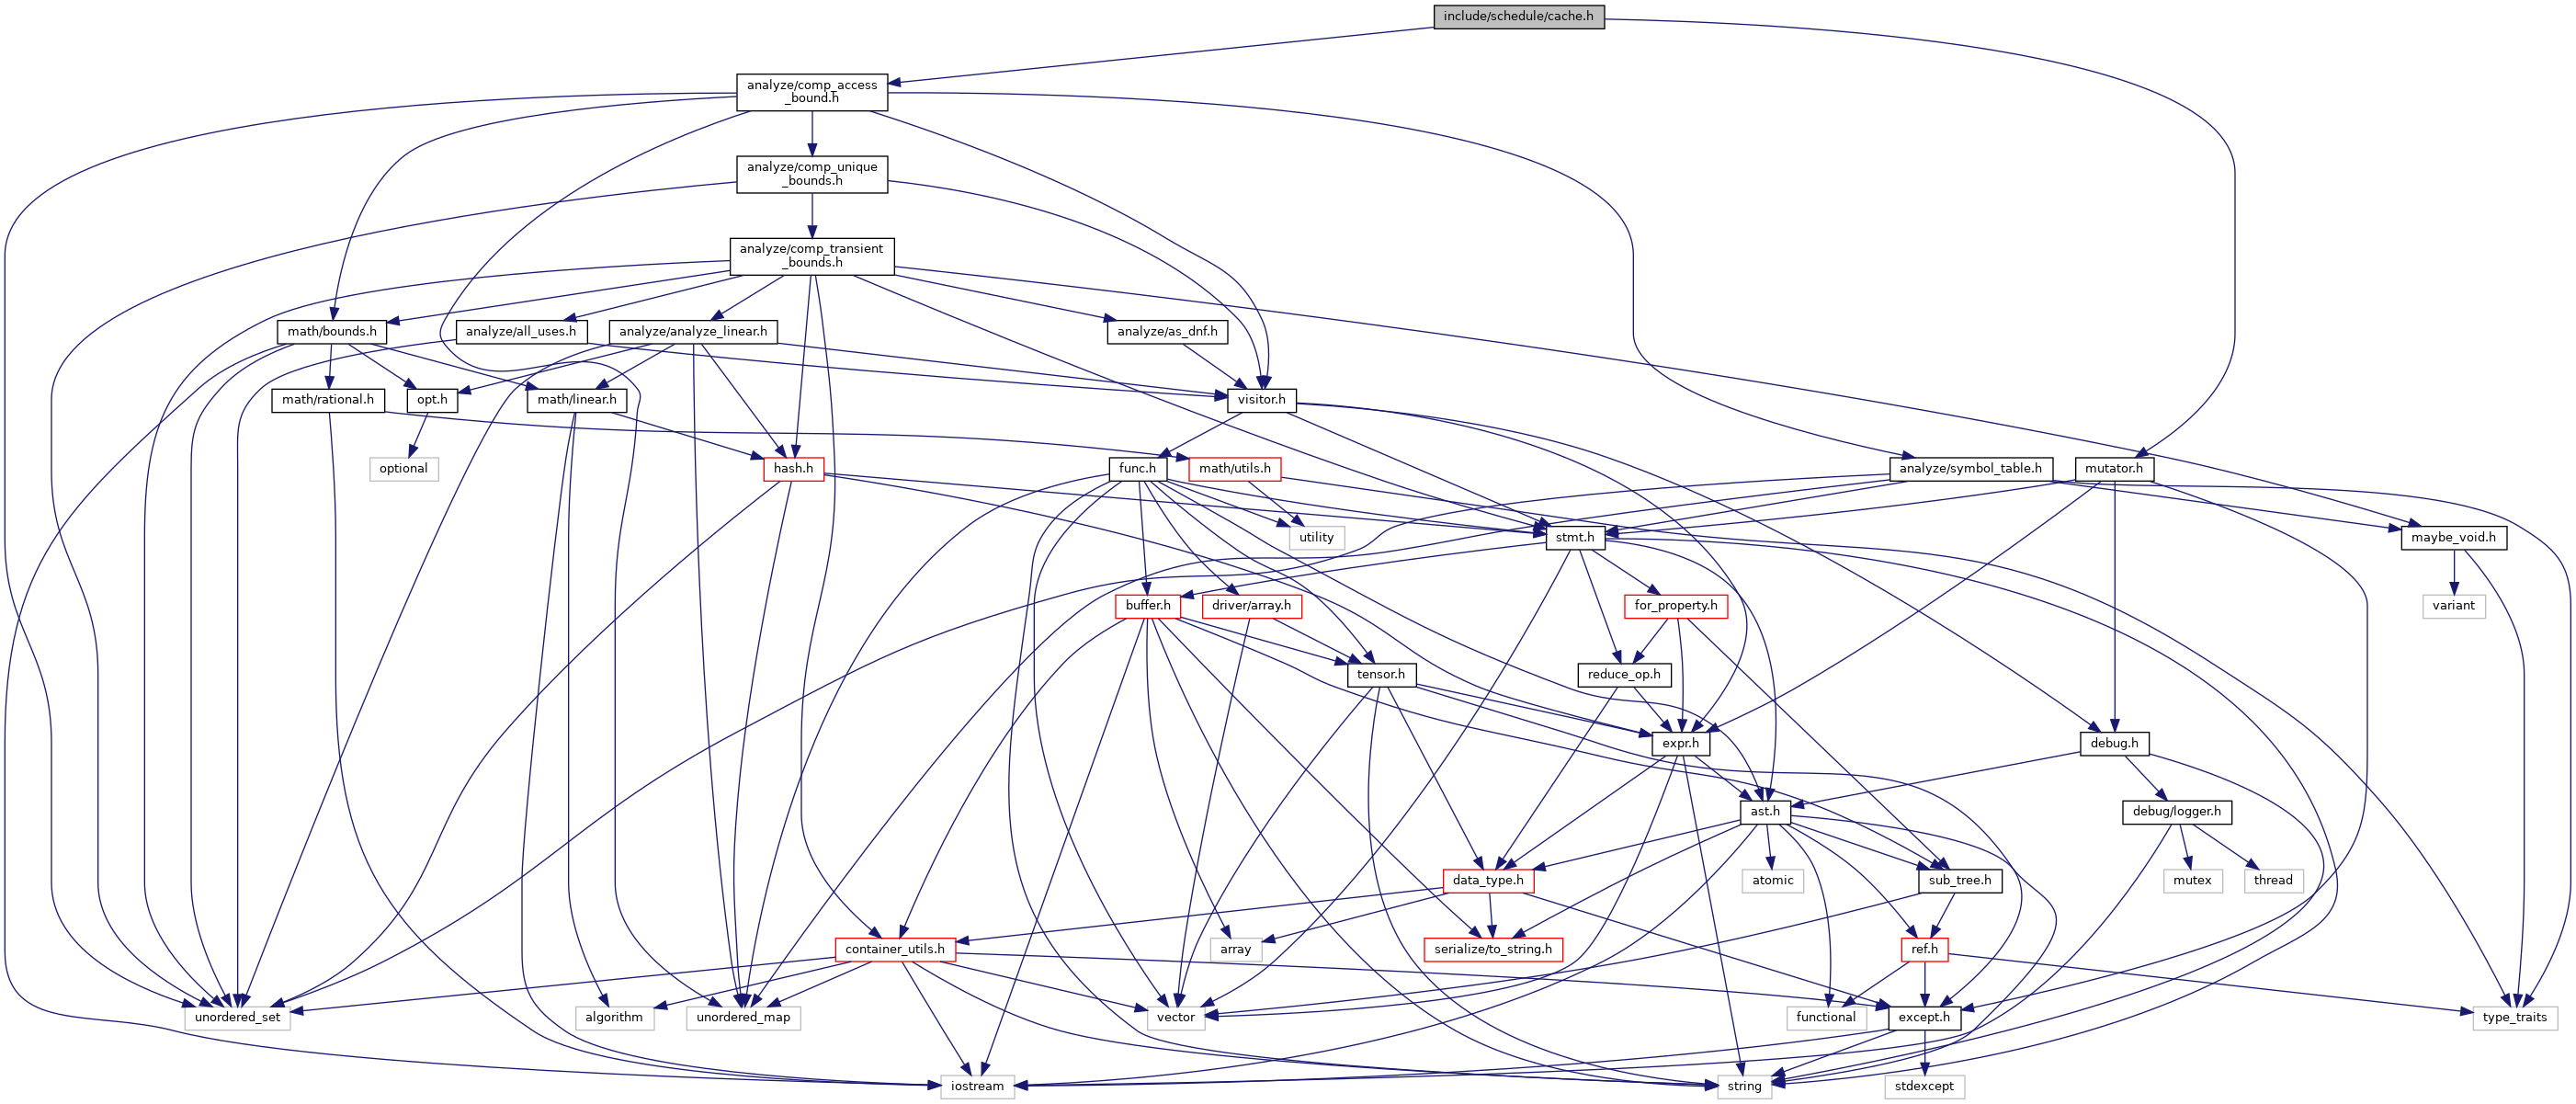 include/schedule/cache.h
analyze/comp_access
_bound.h
analyze/comp_unique
_bounds.h
analyze/comp_transient
_bounds.h
math/bounds.h
analyze/all_uses.h
analyze/analyze_linear.h
analyze/as_dnf.h
math/rational.h
opt.h
math/linear.h
visitor.h
optional
hash.h
func.h
math/utils.h
analyze/symbol_table.h
mutator.h
utility
stmt.h
maybe_void.h
buffer.h
driver/array.h
for_property.h
variant
tensor.h
reduce_op.h
expr.h
debug.h
ast.h
debug/logger.h
data_type.h
atomic
sub_tree.h
mutex
thread
container_utils.h
array
serialize/to_string.h
ref.h
unordered_set
algorithm
unordered_map
vector
functional
except.h
type_traits
iostream
string
stdexcept